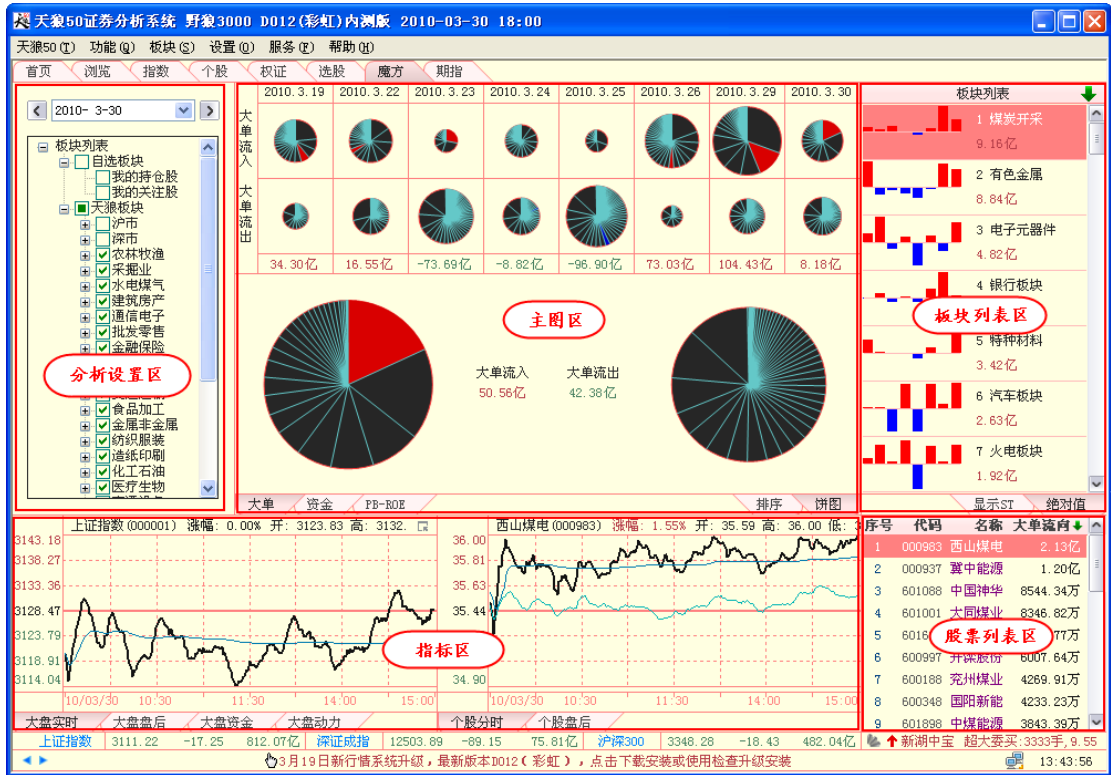 天狼50证券分析系统 野狼3000 D012(彩虹)内测版 2010-03-30 18:00
天狼50(T) 功能(Q) 板块(S) 设置(O) 服务(F) 帮助(H)
首页 浏览 指数 个股 权证 选股 魔方 期指
2010- 3-30
板块列表
自选板块
我的持仓股
我的关注股
天狼板块
沪市
深市
农林牧渔
采掘业
水电煤气
建筑房产
通信电子
批发零售
金融保险
分析设置区
食品加工
金属非金属
纺织服装
造纸印刷
化工石油
医疗生物
2010.3.19 2010.3.22 2010.3.23 2010.3.24 2010.3.25 2010.3.26 2010.3.29 2010.3.30
大单流入
大单流出
34.30亿 16.55亿 -73.69亿 -8.82亿 -96.90亿 73.03亿 104.43亿 8.18亿
主图区
大单流入 大单流出
50.56亿 42.38亿
大单 资金 PB-ROE 排序 饼图
板块列表
1 煤炭开采
9.16亿
2 有色金属
8.84亿
3 电子元器件
4.82亿
4 银行板块
板块列表区
5 特种材料
3.42亿
6 汽车板块
2.63亿
7 火电板块
1.92亿
显示ST 绝对值
上证指数(000001) 涨幅: 0.00% 开: 3123.83 高: 3132.
3143.18
3138.27
3133.36
3128.47
3123.79
3118.91
3114.04
10/03/30 10:30 11:30 14:00 15:00
大盘实时 大盘盘后 大盘资金 大盘动力
指标区
西山煤电(000983) 涨幅: 1.55% 开: 35.59 高: 36.00 低: 3
36.00
35.81
35.63
35.44
34.90
10/03/30 10:30 11:30 14:00 15:00
个股分时 个股盘后
序号 代码 名称 大单流向
1 000983 西山煤电 2.13亿
2 000937 冀中能源 1.20亿
3 601088 中国神华 8544.34万
4 601001 大同煤业 8346.82万
5 601 77万
股票列表区
6 600997 开滦股份 6007.64万
7 600188 兖州煤业 4269.91万
8 600348 国阳新能 4233.23万
9 601898 中煤能源 3843.39万
上证指数 3111.22 -17.25 812.07亿 深证成指 12503.89 -89.15 75.81亿 沪深300 3348.28 -18.43 482.04亿 新湖中宝 超大委买:3333手,9.55
3月19日新行情系统升级，最新版本D012(彩虹)，点击下载安装或使用检查升级安装 13:43:56